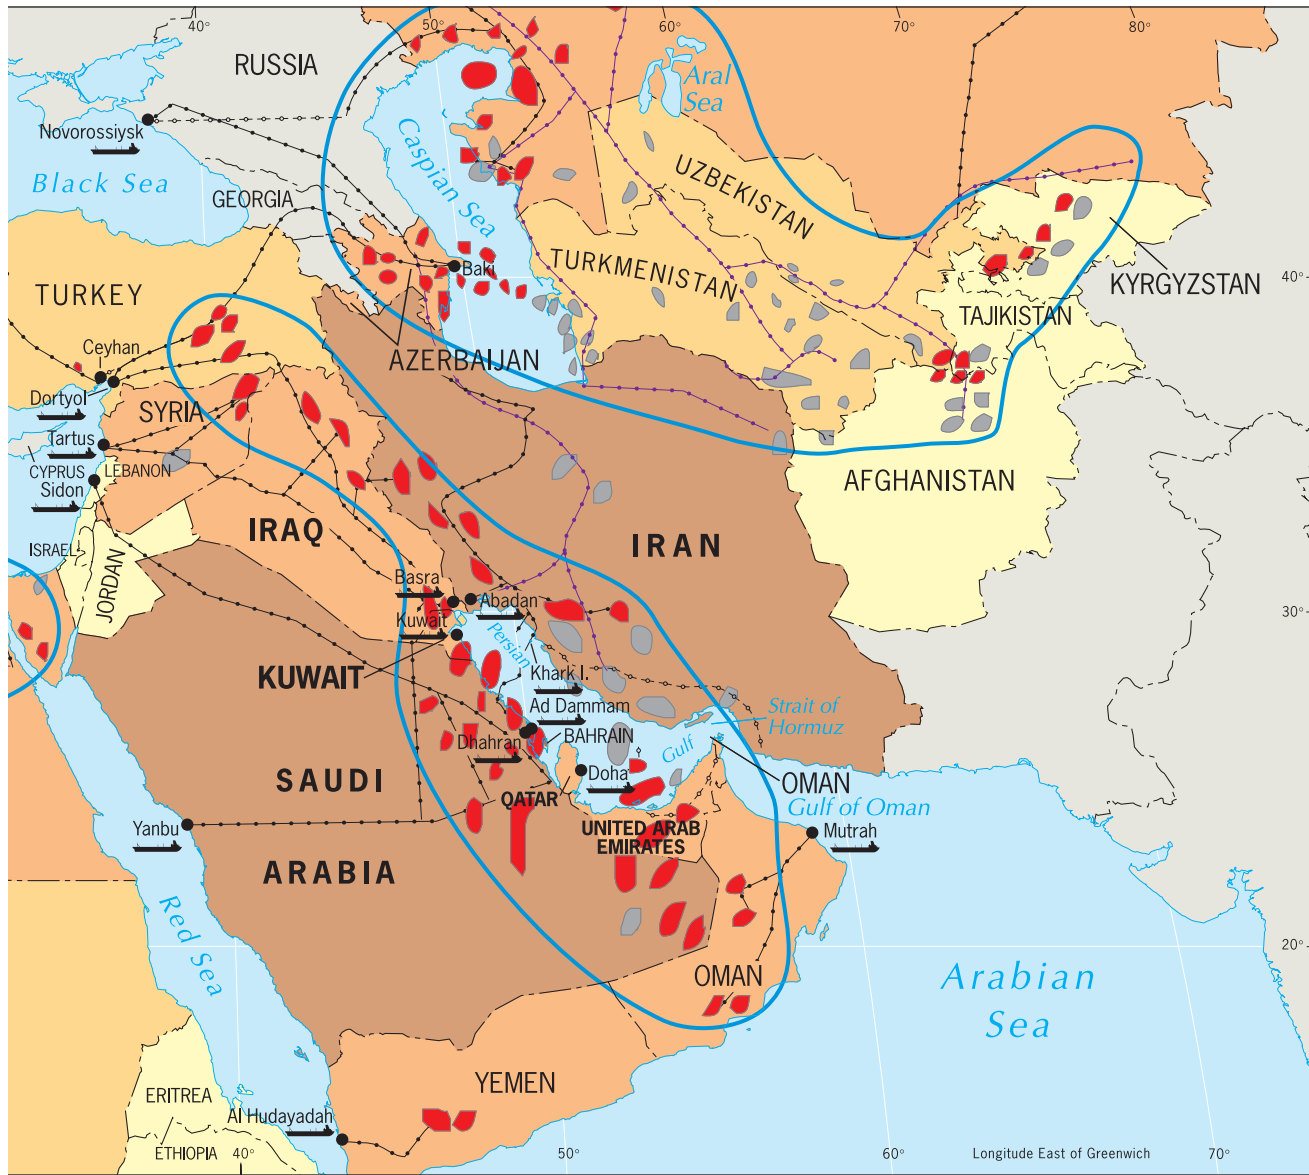 40°
50°
60°
70°
80°
RUSSIA
Aral
Sea
Novorossiysk
Caspian Sea
Black Sea
UZBEKISTAN
GEORGIA
TURKMENISTAN
Baki
KYRGYZSTAN
40°
TURKEY
TAJIKISTAN
Ceyhan
AZERBAIJAN
Dortyol
SYRIA
Tartus
CYPRUS
LEBANON
Sidon
AFGHANISTAN
IRAQ
IRAN
ISRAEL
JORDAN
Basra
Abadan
30°
Kuwait
Persian
KUWAIT
Khark I.
Ad Dammam
Strait of
Hormuz
Dhahran
BAHRAIN
Gulf
SAUDI
Doha
OMAN
QATAR
Gulf of Oman
Yanbu
UNITED ARAB
EMIRATES
Mutrah
ARABIA
Red Sea
20°
OMAN
Arabian
Sea
YEMEN
ERITREA
Al Hudayadah
ETHIOPIA
40°
50°
60°
Longitude East of Greenwich
70°